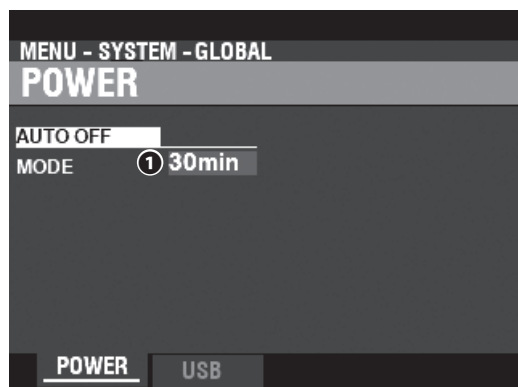 MENU - SYSTEM - GLOBAL
POWER
AUTO OFF
MODE 1 30min
POWER USB